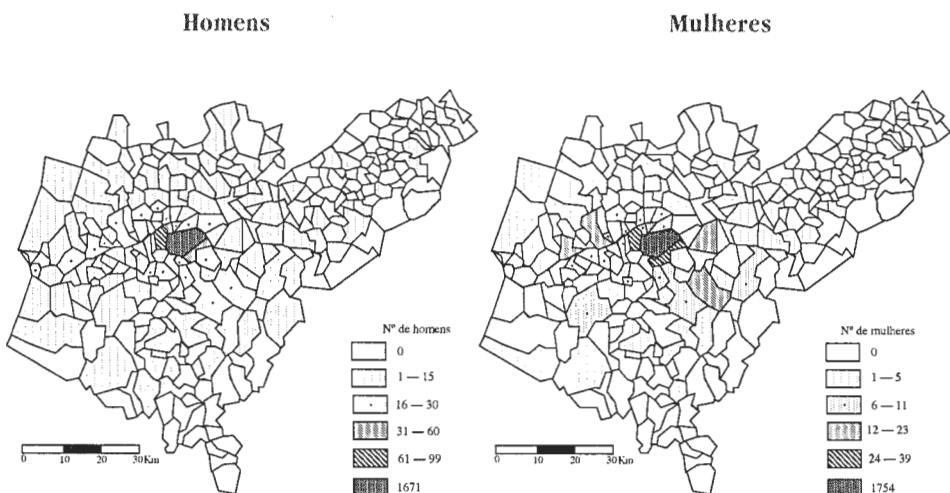 Homens
Mulheres
Nº de homens
0
1 — 15
16 — 30
31 — 60
61 — 99
1671
0 10 20 30Km
Nº de mulheres
0
1 — 5
6 — 11
12 — 23
24 — 39
1754
0 10 20 30Km